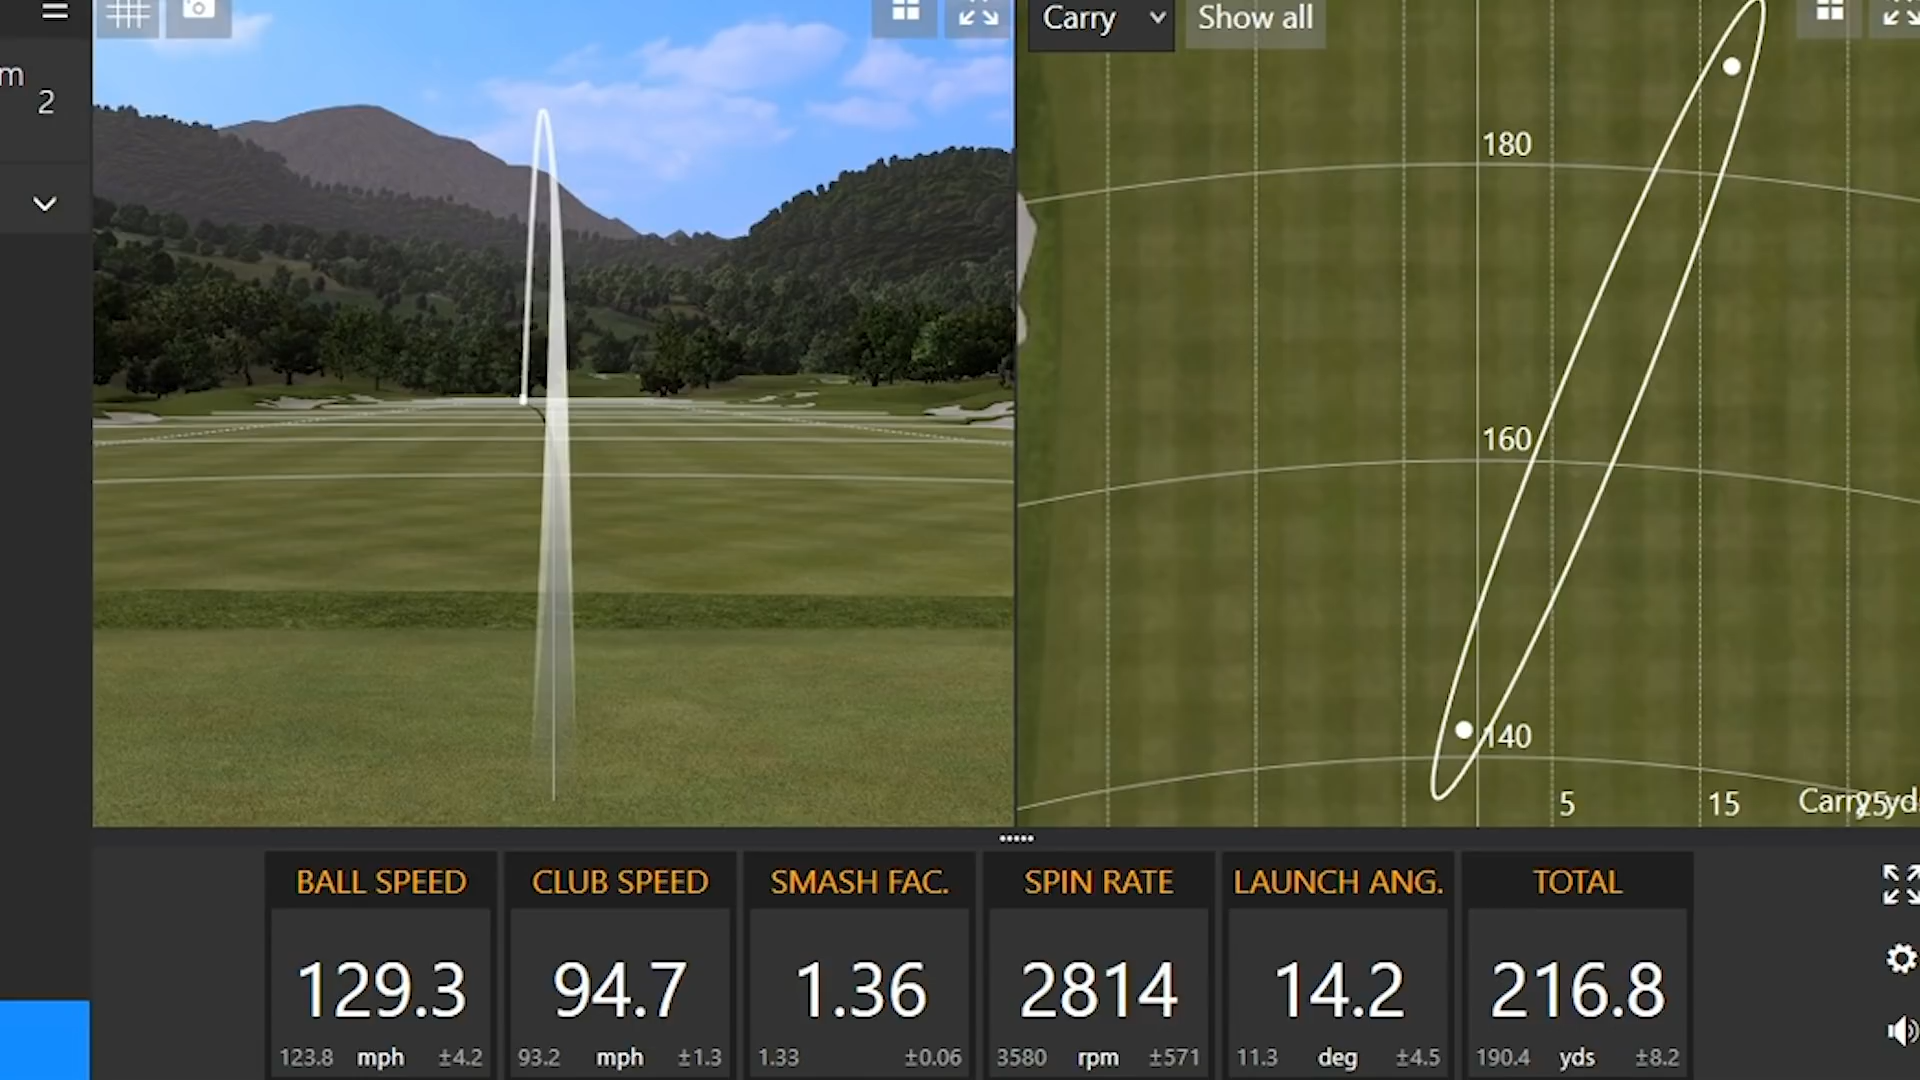 m
2
Carry
Show all
180
160
140
5
15
25
Carry yd
BALL SPEED
129.3
123.8 mph ±4.2
CLUB SPEED
94.7
93.2 mph ±1.3
SMASH FAC.
1.36
1.33 ±0.06
SPIN RATE
2814
3580 rpm ±571
LAUNCH ANG.
14.2
11.3 deg ±4.5
TOTAL
216.8
190.4 yds ±8.2